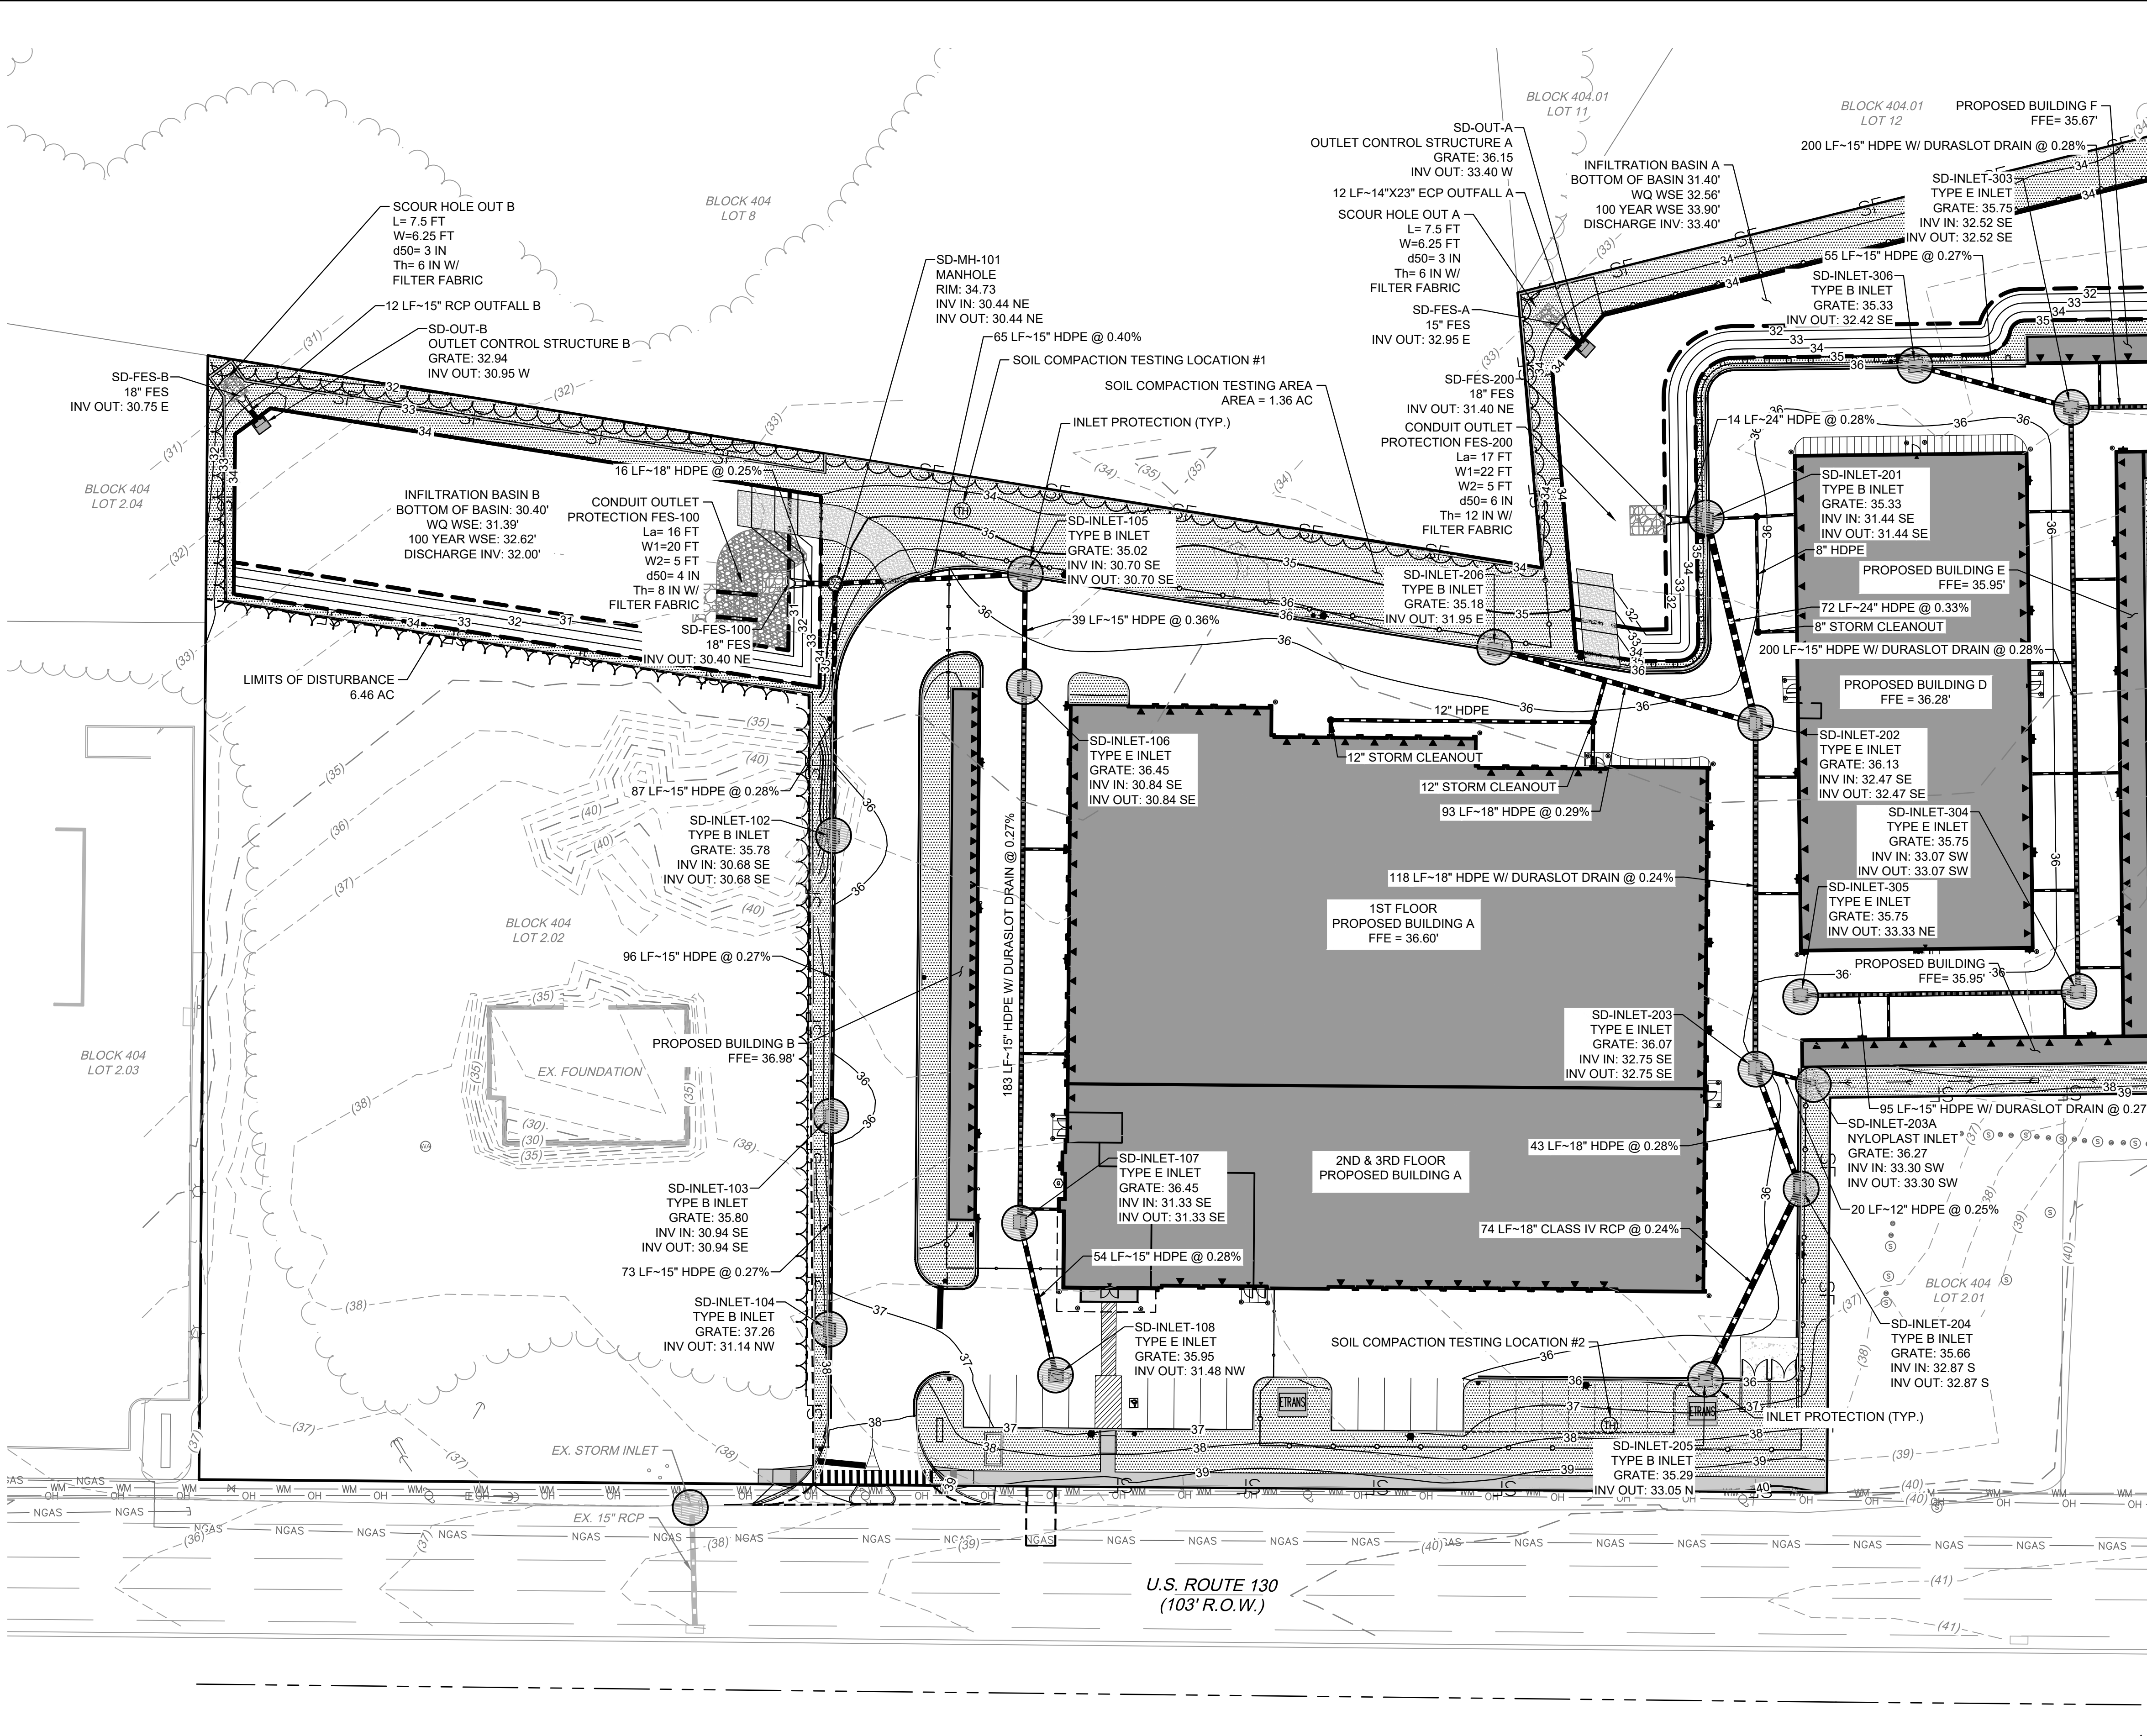 BLOCK 404.01
LOT 11
BLOCK 404.01
LOT 12
PROPOSED BUILDING F
FFE= 35.67'
SD-OUT-A
OUTLET CONTROL STRUCTURE A
GRATE: 36.15
INV OUT: 33.40 W
12 LF~14"X23" ECP OUTFALL A
SCOUR HOLE OUT A
L= 7.5 FT
W=6.25 FT
d50= 3 IN
Th= 6 IN W/
FILTER FABRIC
SD-FES-A
15" FES
INV OUT: 32.95 E
INFILTRATION BASIN A
BOTTOM OF BASIN 31.40'
WQ WSE 32.56'
100 YEAR WSE 33.90'
DISCHARGE INV: 33.40'
200 LF~15" HDPE W/ DURASLOT DRAIN @ 0.28%
SD-INLET-303
TYPE E INLET
GRATE: 35.75
INV IN: 32.52 SE
INV OUT: 32.52 SE
55 LF~15" HDPE @ 0.27%
SD-INLET-306
TYPE B INLET
GRATE: 35.33
INV OUT: 32.42 SE
BLOCK 404
LOT 8
SCOUR HOLE OUT B
L= 7.5 FT
W=6.25 FT
d50= 3 IN
Th= 6 IN W/
FILTER FABRIC
12 LF~15" RCP OUTFALL B
SD-OUT-B
OUTLET CONTROL STRUCTURE B
GRATE: 32.94
INV OUT: 30.95 W
SD-FES-B
18" FES
INV OUT: 30.75 E
SD-MH-101
MANHOLE
RIM: 34.73
INV IN: 30.44 NE
INV OUT: 30.44 NE
65 LF~15" HDPE @ 0.40%
SOIL COMPACTION TESTING LOCATION #1
SOIL COMPACTION TESTING AREA
AREA = 1.36 AC
INLET PROTECTION (TYP.)
SD-FES-200
18" FES
INV OUT: 31.40 NE
CONDUIT OUTLET
PROTECTION FES-200
La= 17 FT
W1=22 FT
W2= 5 FT
d50= 6 IN
Th= 12 IN W/
FILTER FABRIC
14 LF~24" HDPE @ 0.28%
SD-INLET-201
TYPE B INLET
GRATE: 35.33
INV IN: 31.44 SE
INV OUT: 31.44 SE
8" HDPE
PROPOSED BUILDING E
FFE= 35.95'
72 LF~24" HDPE @ 0.33%
8" STORM CLEANOUT
200 LF~15" HDPE W/ DURASLOT DRAIN @ 0.28%
PROPOSED BUILDING D
FFE = 36.28'
BLOCK 404
LOT 2.04
16 LF~18" HDPE @ 0.25%
INFILTRATION BASIN B
BOTTOM OF BASIN: 30.40'
WQ WSE: 31.39'
100 YEAR WSE: 32.62'
DISCHARGE INV: 32.00'
CONDUIT OUTLET
PROTECTION FES-100
La= 16 FT
W1=20 FT
W2= 5 FT
d50= 4 IN
Th= 8 IN W/
FILTER FABRIC
SD-FES-100
18" FES
INV OUT: 30.40 NE
SD-INLET-105
TYPE B INLET
GRATE: 35.02
INV IN: 30.70 SE
INV OUT: 30.70 SE
39 LF~15" HDPE @ 0.36%
SD-INLET-206
TYPE B INLET
GRATE: 35.18
INV OUT: 31.95 E
LIMITS OF DISTURBANCE
6.46 AC
SD-INLET-106
TYPE E INLET
GRATE: 36.45
INV IN: 30.84 SE
INV OUT: 30.84 SE
12" HDPE
12" STORM CLEANOUT
12" STORM CLEANOUT
93 LF~18" HDPE @ 0.29%
SD-INLET-202
TYPE E INLET
GRATE: 36.13
INV IN: 32.47 SE
INV OUT: 32.47 SE
SD-INLET-304
TYPE E INLET
GRATE: 35.75
INV IN: 33.07 SW
INV OUT: 33.07 SW
SD-INLET-305
TYPE E INLET
GRATE: 35.75
INV OUT: 33.33 NE
87 LF~15" HDPE @ 0.28%
SD-INLET-102
TYPE B INLET
GRATE: 35.78
INV IN: 30.68 SE
INV OUT: 30.68 SE
BLOCK 404
LOT 2.02
183 LF~15" HDPE W/ DURASLOT DRAIN @ 0.27%
118 LF~18" HDPE W/ DURASLOT DRAIN @ 0.24%
1ST FLOOR
PROPOSED BUILDING A
FFE = 36.60'
96 LF~15" HDPE @ 0.27%
PROPOSED BUILDING
FFE= 35.95'
PROPOSED BUILDING B
FFE= 36.98'
EX. FOUNDATION
BLOCK 404
LOT 2.03
SD-INLET-203
TYPE E INLET
GRATE: 36.07
INV IN: 32.75 SE
INV OUT: 32.75 SE
95 LF~15" HDPE W/ DURASLOT DRAIN @ 0.27
SD-INLET-203A
NYLOPLAST INLET
GRATE: 36.27
INV IN: 33.30 SW
INV OUT: 33.30 SW
43 LF~18" HDPE @ 0.28%
2ND & 3RD FLOOR
PROPOSED BUILDING A
SD-INLET-107
TYPE E INLET
GRATE: 36.45
INV IN: 31.33 SE
INV OUT: 31.33 SE
SD-INLET-103
TYPE B INLET
GRATE: 35.80
INV IN: 30.94 SE
INV OUT: 30.94 SE
20 LF~12" HDPE @ 0.25%
74 LF~18" CLASS IV RCP @ 0.24%
54 LF~15" HDPE @ 0.28%
73 LF~15" HDPE @ 0.27%
BLOCK 404
LOT 2.01
SD-INLET-104
TYPE B INLET
GRATE: 37.26
INV OUT: 31.14 NW
SD-INLET-108
TYPE E INLET
GRATE: 35.95
INV OUT: 31.48 NW
SOIL COMPACTION TESTING LOCATION #2
SD-INLET-204
TYPE B INLET
GRATE: 35.66
INV IN: 32.87 S
INV OUT: 32.87 S
ETRANS
ETRANS
TH
INLET PROTECTION (TYP.)
EX. STORM INLET
SD-INLET-205
TYPE B INLET
GRATE: 35.29
INV OUT: 33.05 N
EX. 15" RCP
U.S. ROUTE 130
(103' R.O.W.)